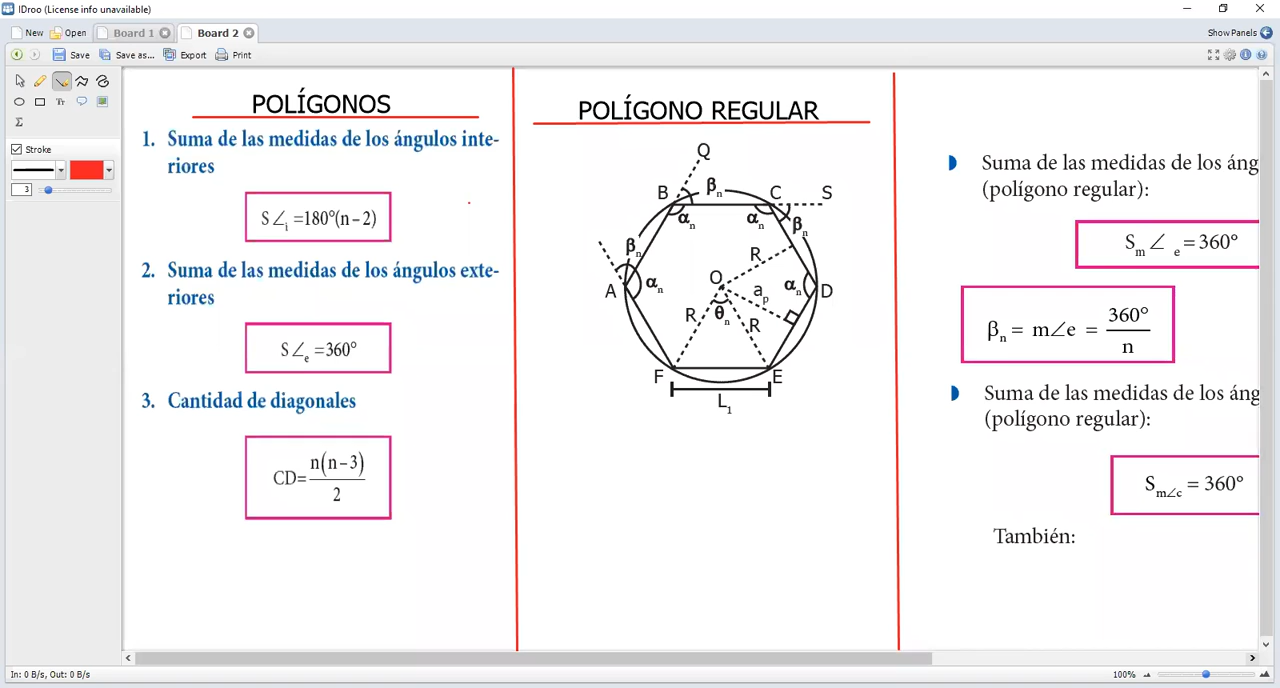 IDroo (License info unavailable)
New Open Board 1 Board 2 Show Panels
Save Save as... Export Print
Tr
Σ
Stroke
3
POLÍGONOS
1. Suma de las medidas de los ángulos inte-
riores
S∠i =180°(n-2)
2. Suma de las medidas de los ángulos exte-
riores
S∠e =360°
3. Cantidad de diagonales
CD= n(n-3)
2
POLÍGONO REGULAR
Q
B βn C S
αn αn βn
βn R
A αn O ap αn D
R θn R
F E
L1
Suma de las medidas de los áng
(polígono regular):
Sm ∠ e = 360°
βn = m∠e = 360°
n
Suma de las medidas de los áng
(polígono regular):
Sm∠c = 360°
También:
In: 0 B/s, Out: 0 B/s 100%